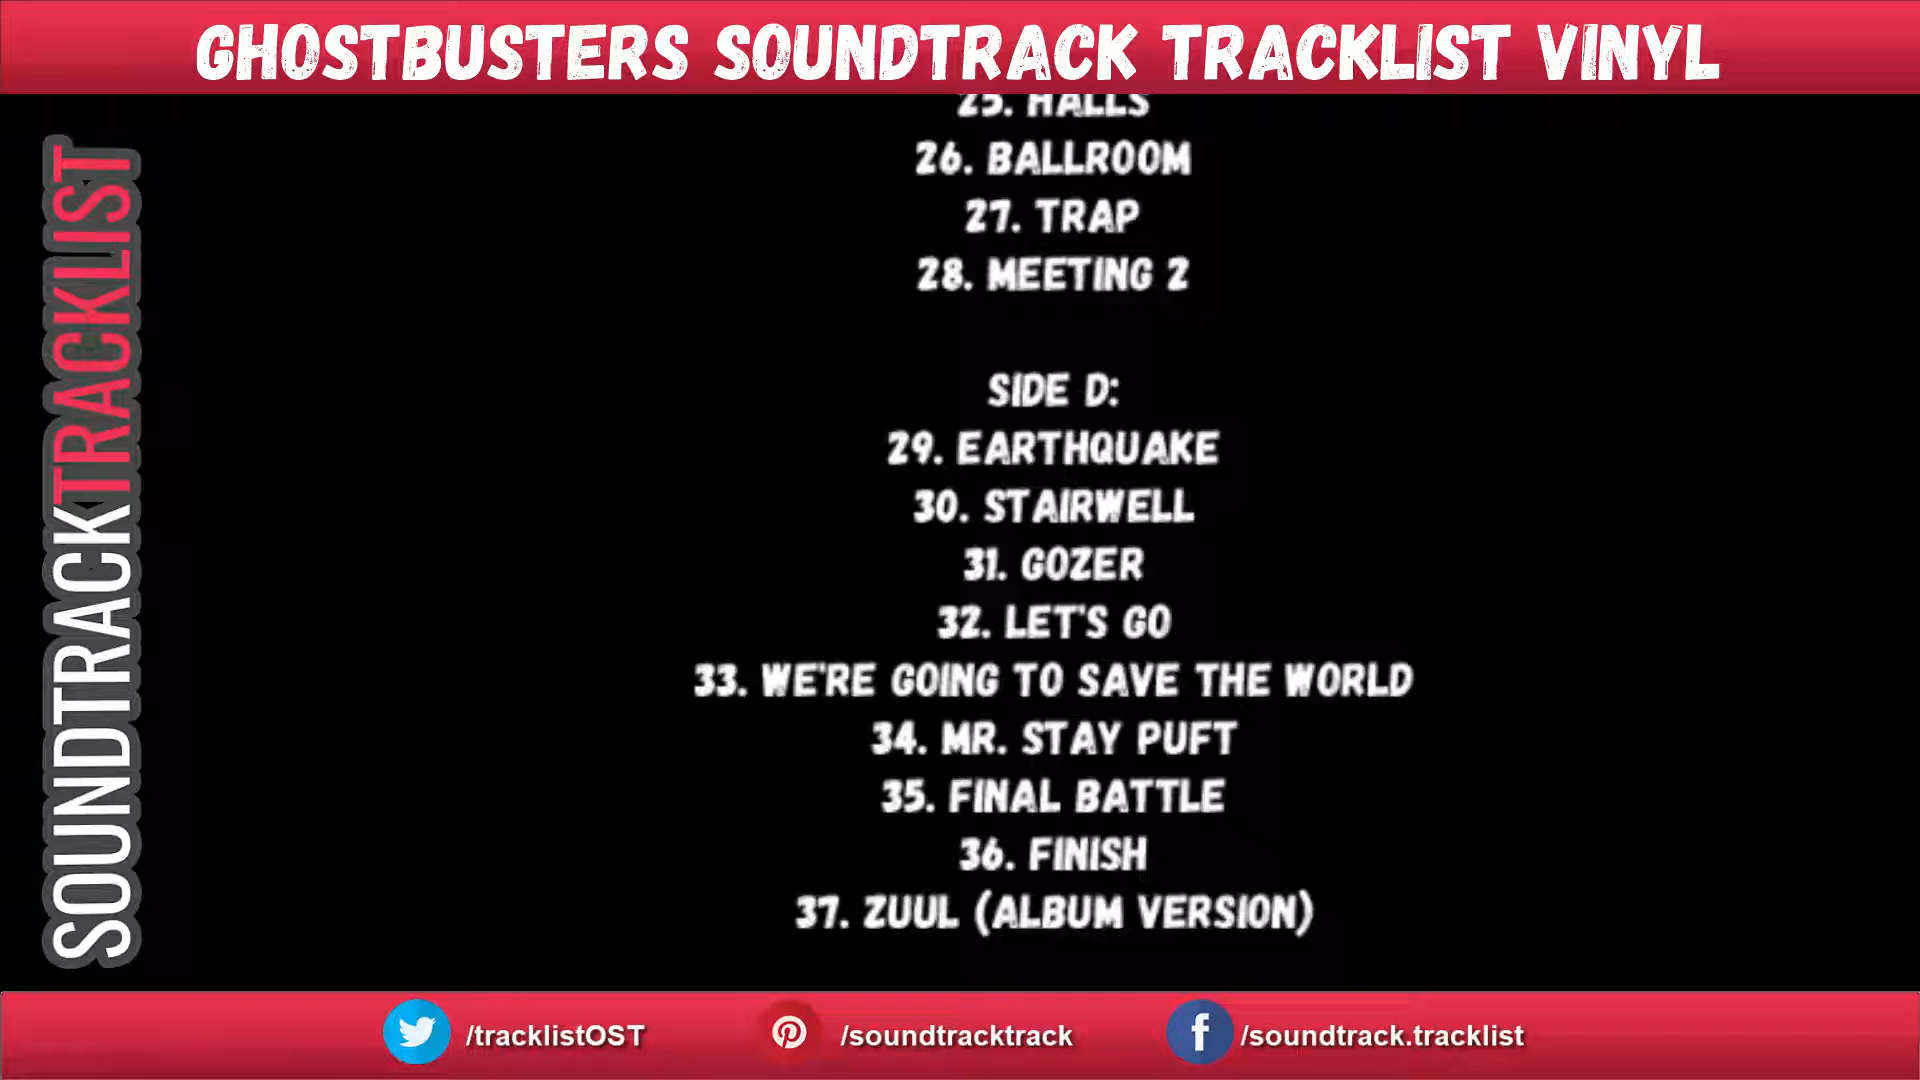 GHOSTBUSTERS SOUNDTRACK TRACKLIST VINYL
25. HALLS
26. BALLROOM
27. TRAP
28. MEETING 2
SIDE D:
29. EARTHQUAKE
30. STAIRWELL
31. GOZER
32. LET'S GO
33. WE'RE GOING TO SAVE THE WORLD
34. MR. STAY PUFT
35. FINAL BATTLE
36. FINISH
37. ZUUL (ALBUM VERSION)
SOUNDTRACKTRACKLIST
/tracklistOST
/soundtracktrack
/soundtrack.tracklist